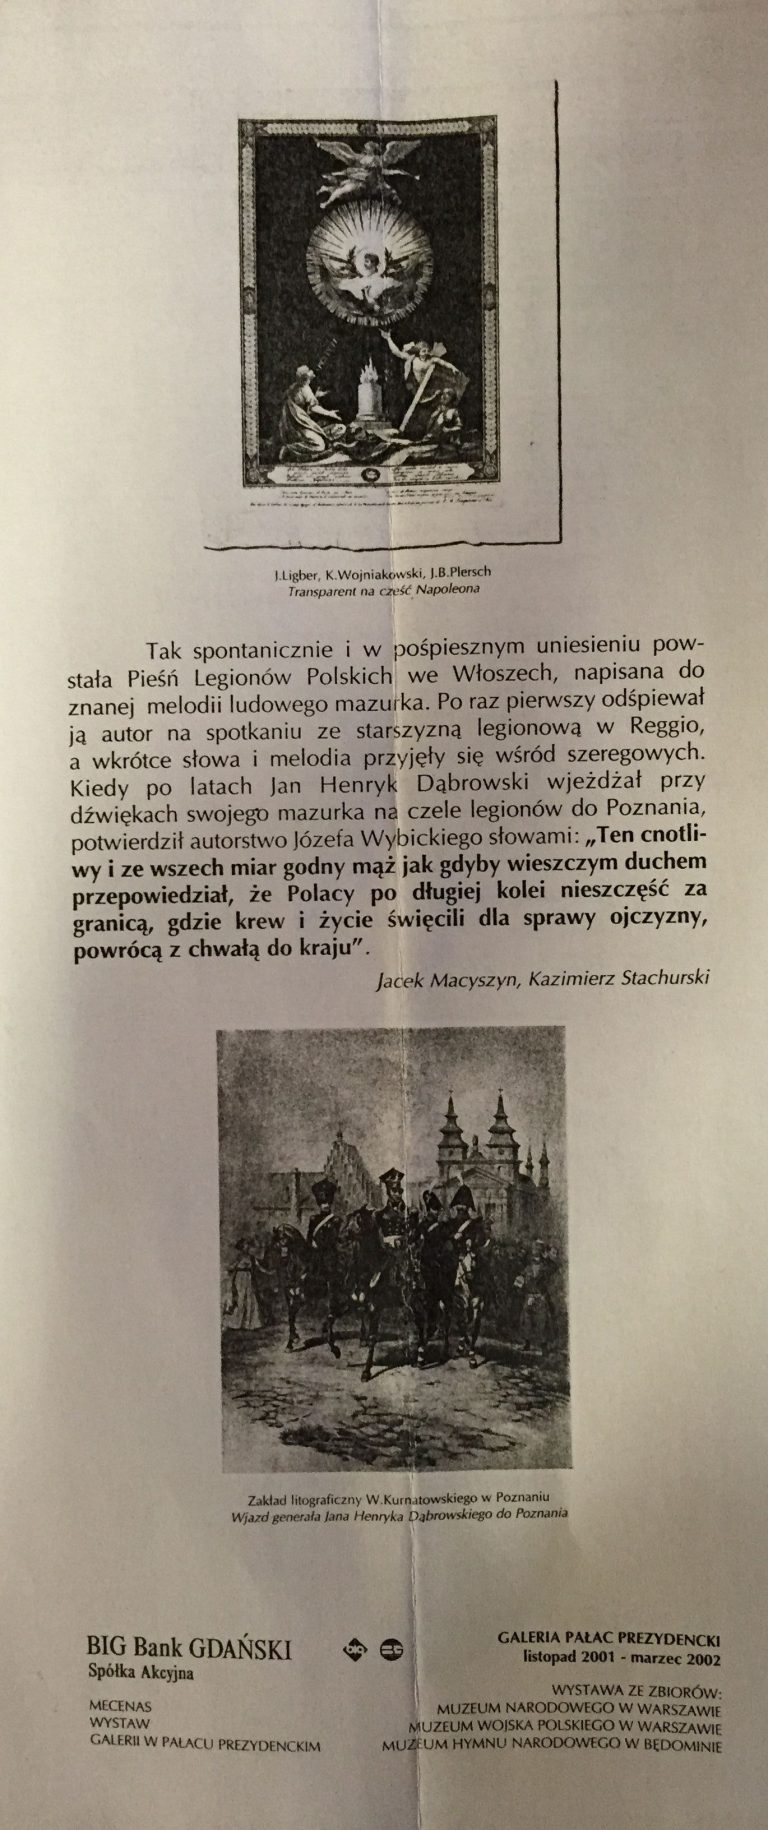 J.Ligber, K.Wojniakowski, J.B.Plersch
Transparent na cześć Napoleona
Tak spontanicznie i w pośpiesznym uniesieniu pow-
stała Pieśń Legionów Polskich we Włoszech, napisana do
znanej melodii ludowego mazurka. Po raz pierwszy odśpiewał
ją autor na spotkaniu ze starszyzną legionową w Reggio,
a wkrótce słowa i melodia przyjęły się wśród szeregowych.
Kiedy po latach Jan Henryk Dąbrowski wjeżdżał przy
dźwiękach swojego mazurka na czele legionów do Poznania,
potwierdził autorstwo Józefa Wybickiego słowami: „Ten cnotli-
wy i ze wszech miar godny mąż jak gdyby wieszczym duchem
przepowiedział, że Polacy po długiej kolei nieszczęść za
granicą, gdzie krew i życie święcili dla sprawy ojczyzny,
powrócą z chwałą do kraju”.
Jacek Macyszyn, Kazimierz Stachurski
Zakład litograficzny W.Kurnatowskiego w Poznaniu
Wjazd generała Jana Henryka Dąbrowskiego do Poznania
BIG Bank GDAŃSKI
Spółka Akcyjna
MECENAS
WYSTAW
GALERII W PAŁACU PREZYDENCKIM
big
GALERIA PAŁAC PREZYDENCKI
listopad 2001 - marzec 2002
WYSTAWA ZE ZBIORÓW:
MUZEUM NARODOWEGO W WARSZAWIE
MUZEUM WOJSKA POLSKIEGO W WARSZAWIE
MUZEUM HYMNU NARODOWEGO W BĘDOMINIE